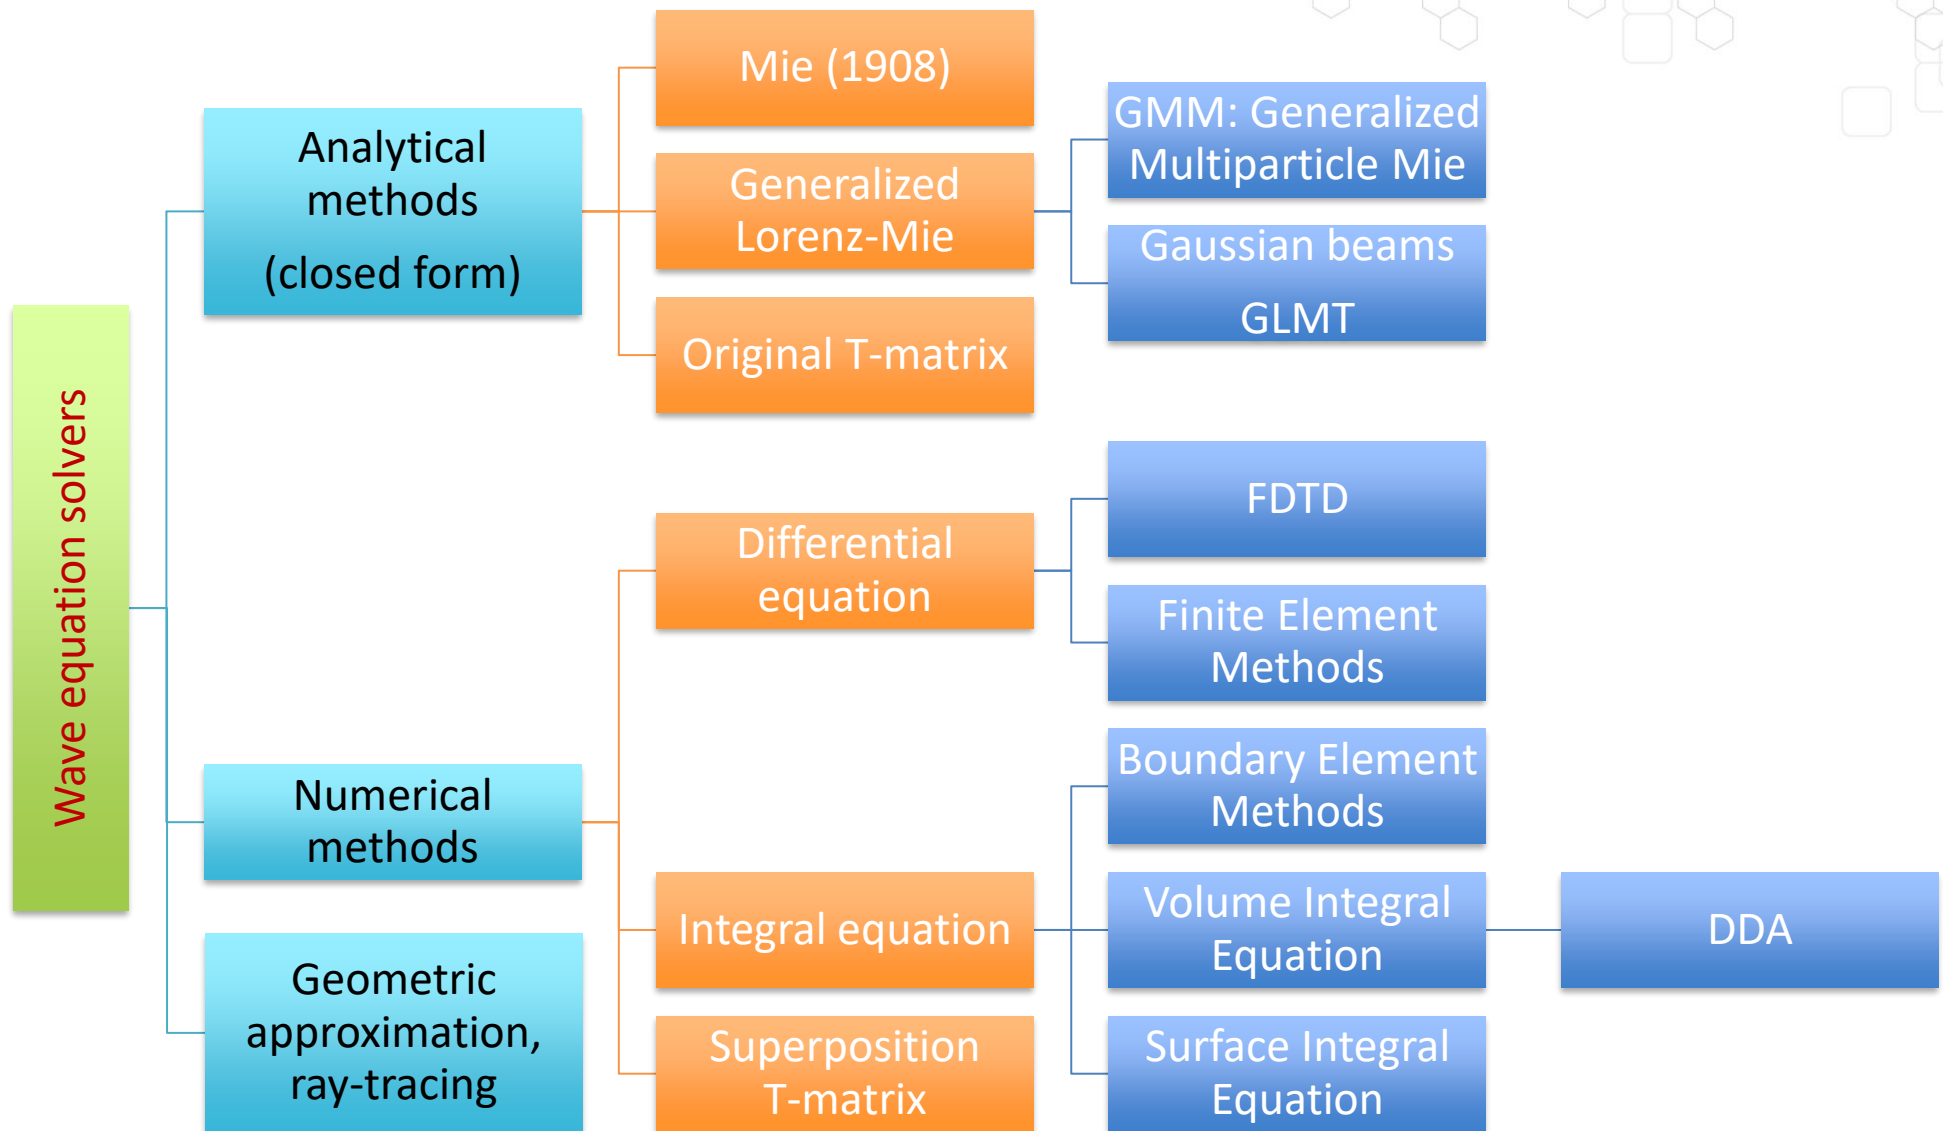 Wave equation solvers
Analytical
methods
(closed form)
Mie (1908)
Generalized
Lorenz-Mie
GMM: Generalized
Multiparticle Mie
Gaussian beams
GLMT
Original T-matrix
Numerical
methods
Differential
equation
FDTD
Finite Element
Methods
Integral equation
Boundary Element
Methods
Volume Integral
Equation
DDA
Surface Integral
Equation
Superposition
T-matrix
Geometric
approximation,
ray-tracing